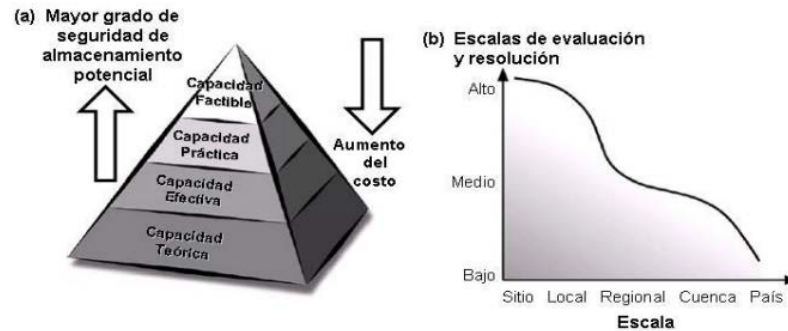 (a) Mayor grado de
seguridad de
almacenamiento
potencial
Capacidad
Factible
Capacidad
Práctica
Capacidad
Efectiva
Capacidad
Teórica
Aumento
del
costo
(b) Escalas de evaluación
y resolución
Alto
Medio
Bajo
Sitio Local Regional Cuenca País
Escala